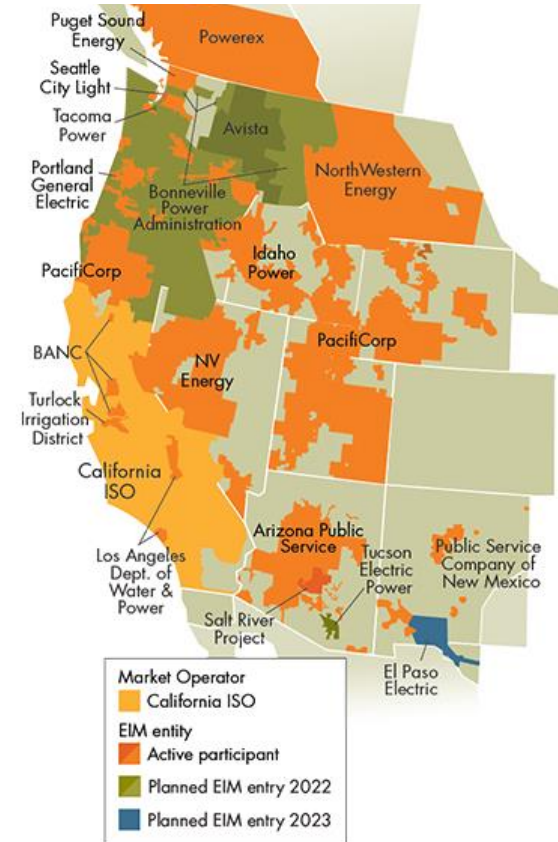 Puget Sound
Energy
Powerex
Seattle
City Light
Tacoma
Power
Avista
Portland
General
Electric
NorthWestern
Energy
Bonneville
Power
Administration
PacifiCorp
Idaho
Power
BANC
NV
Energy
PacifiCorp
Turlock
Irrigation
District
California
ISO
Los Angeles
Dept. of
Water &
Power
Arizona Public
Service
Tucson
Electric
Power
Public Service
Company of
New Mexico
Salt River
Project
El Paso
Electric
Market Operator
California ISO
EIM entity
Active participant
Planned EIM entry 2022
Planned EIM entry 2023